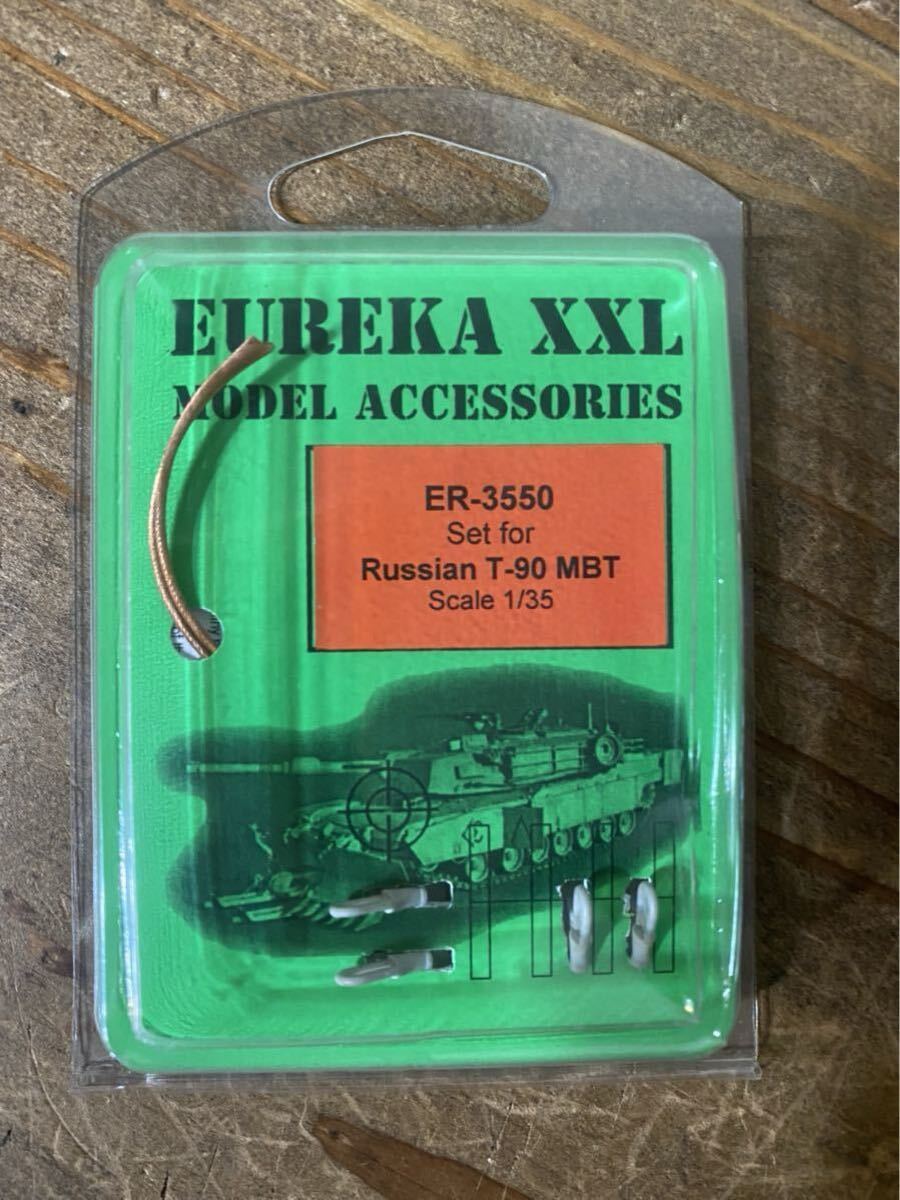 EUREKA XXL
MODEL ACCESSORIES
ER-3550
Set for
Russian T-90 MBT
Scale 1/35